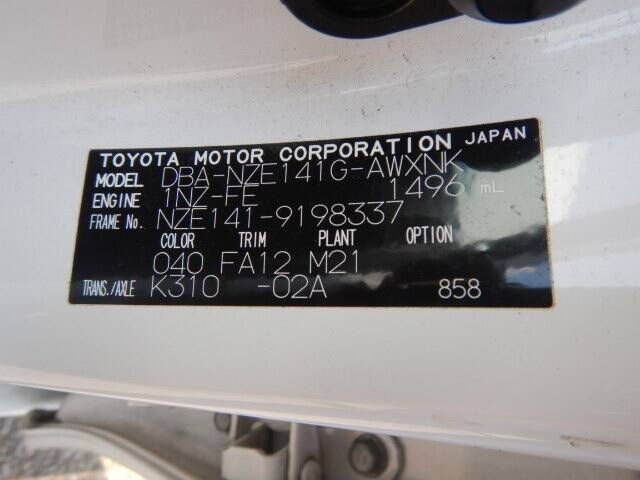 TOYOTA MOTOR CORPORATION JAPAN
MODEL DBA-NZE141G-AWXNK
ENGINE 1NZ-FE 1496 mL
FRAME No. NZE141-9198337
COLOR TRIM PLANT OPTION
040 FA12 M21
TRANS./AXLE K310 -02A 858